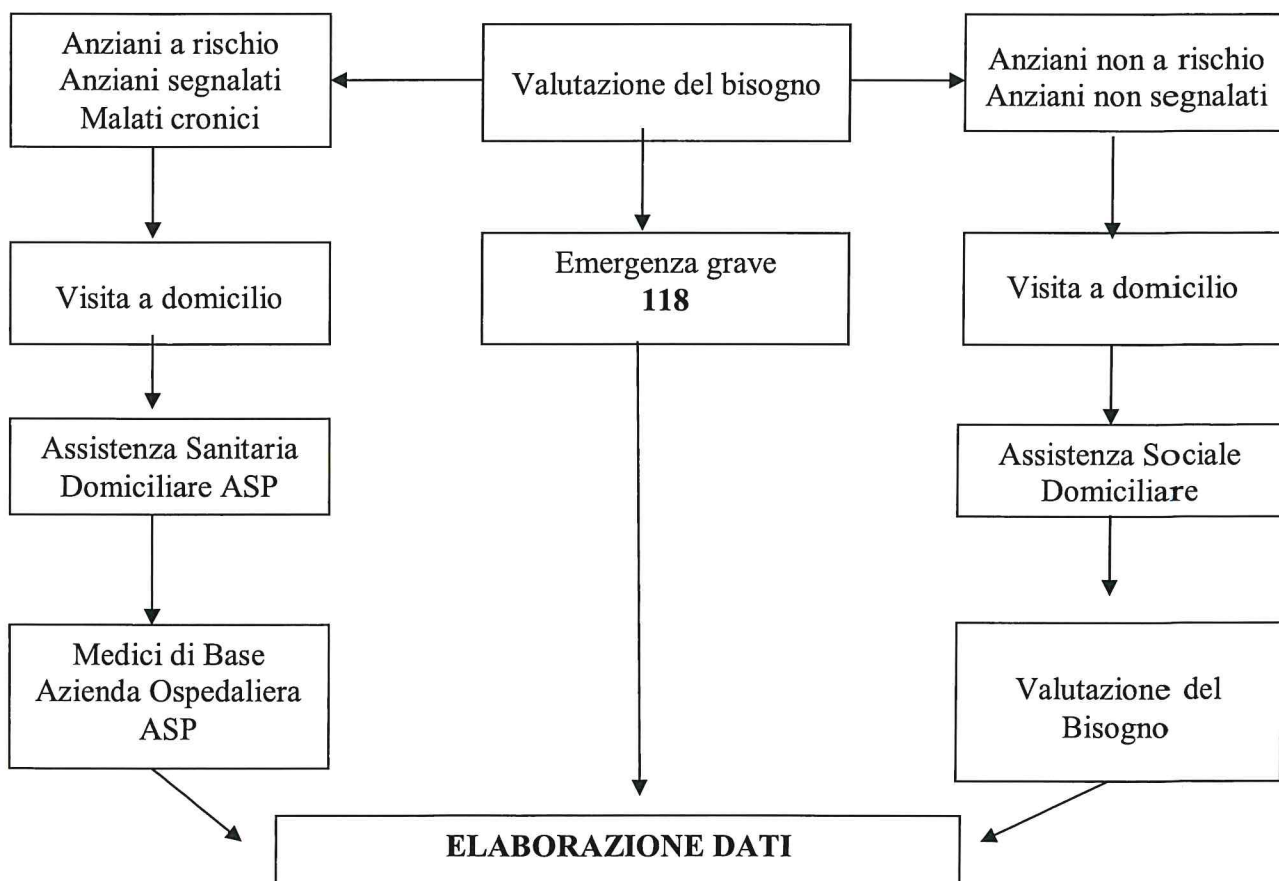 Anziani a rischio
Anziani segnalati
Malati cronici
Valutazione del bisogno
Anziani non a rischio
Anziani non segnalati
Visita a domicilio
Emergenza grave
118
Visita a domicilio
Assistenza Sanitaria
Domiciliare ASP
Assistenza Sociale
Domiciliare
Medici di Base
Azienda Ospedaliera
ASP
Valutazione del
Bisogno
ELABORAZIONE DATI